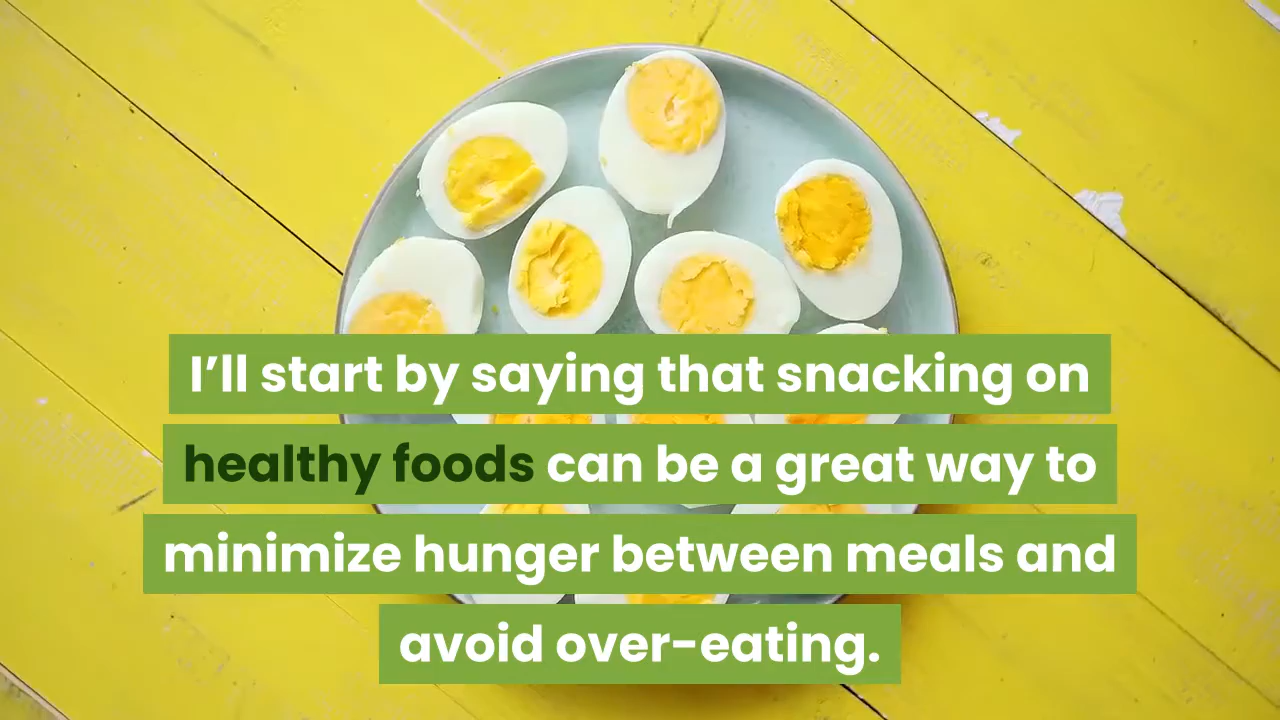 I’ll start by saying that snacking on
healthy foods can be a great way to
minimize hunger between meals and
avoid over-eating.